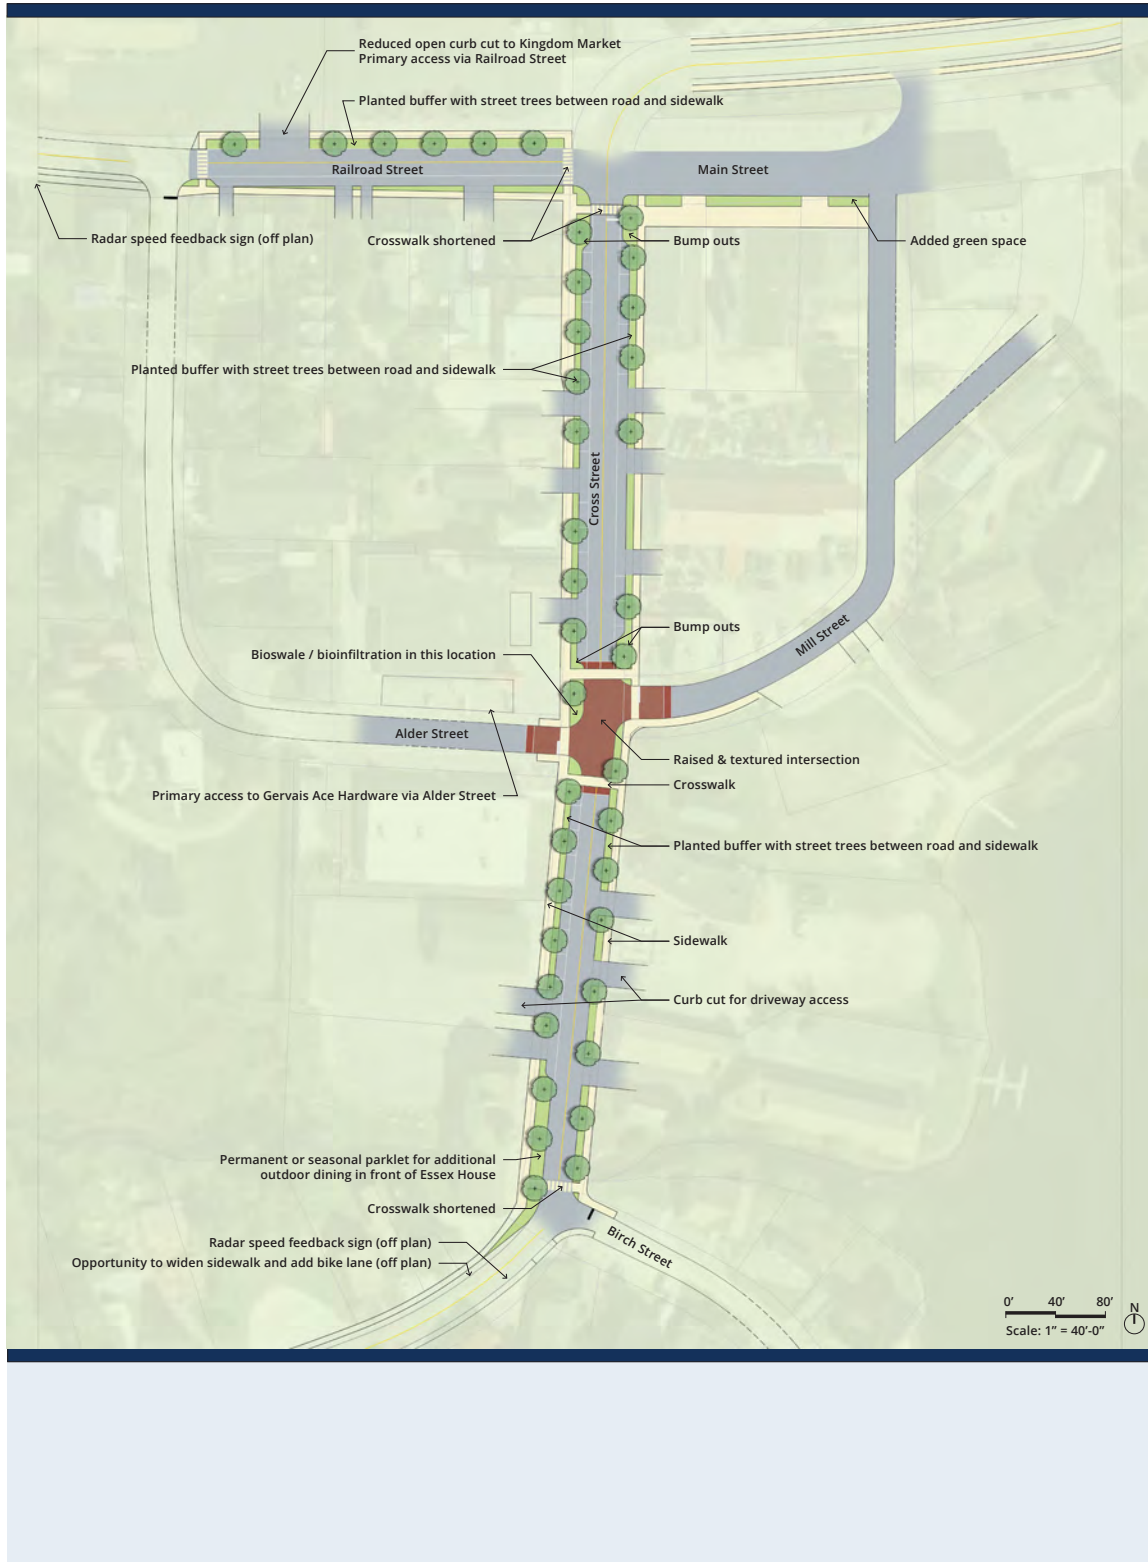 Reduced open curb cut to Kingdom Market
Primary access via Railroad Street
Planted buffer with street trees between road and sidewalk
Railroad Street
Main Street
Radar speed feedback sign (off plan)
Crosswalk shortened
Bump outs
Added green space
Planted buffer with street trees between road and sidewalk
Cross Street
Bump outs
Mill Street
Bioswale / bioinfiltration in this location
Alder Street
Raised & textured intersection
Crosswalk
Primary access to Gervais Ace Hardware via Alder Street
Planted buffer with street trees between road and sidewalk
Sidewalk
Curb cut for driveway access
Permanent or seasonal parklet for additional
outdoor dining in front of Essex House
Crosswalk shortened
Birch Street
Radar speed feedback sign (off plan)
Opportunity to widen sidewalk and add bike lane (off plan)
0' 40' 80'
N
Scale: 1” = 40’-0”